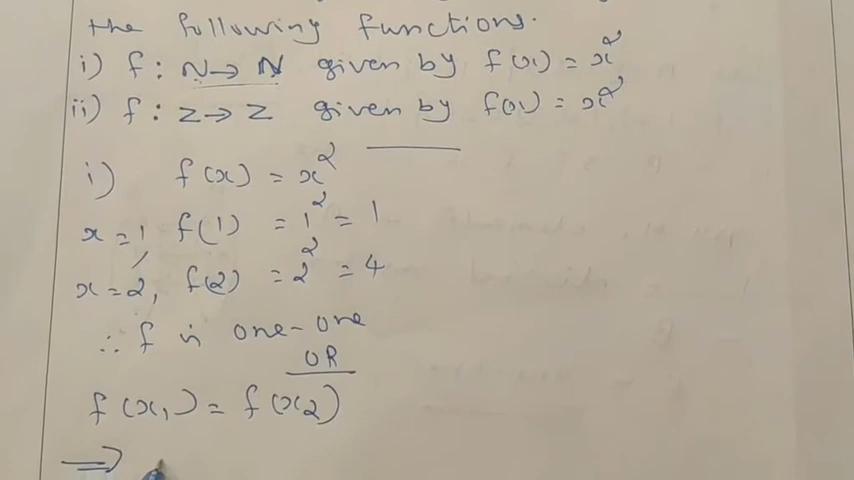 the following functions.
i) f : N → N given by f(x) = x²
ii) f : Z → Z given by f(x) = x²
i) f(x) = x²
x = 1, f(1) = 1² = 1
x = 2, f(2) = 2² = 4
∴ f is one-one
OR
f(x₁) = f(x₂)
⇒